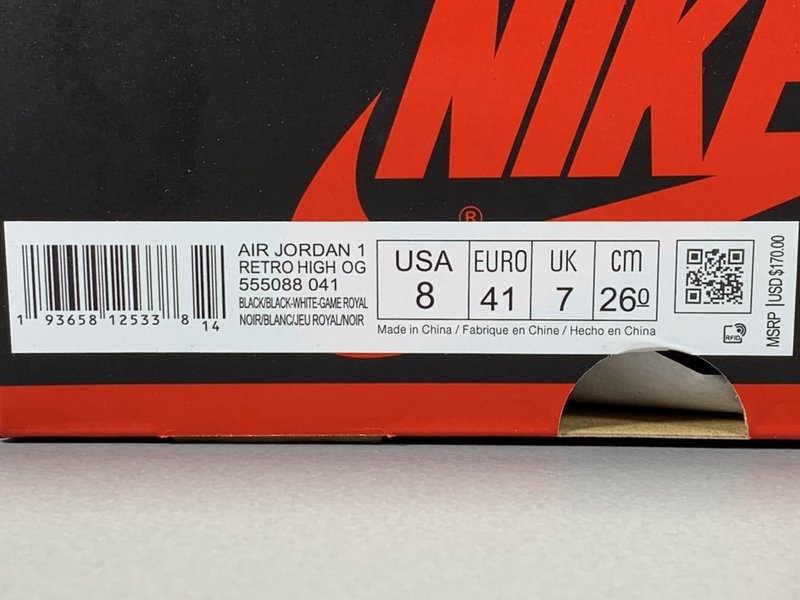 NIKE
®
AIR JORDAN 1
RETRO HIGH OG
555088 041
BLACK/BLACK-WHITE-GAME ROYAL
NOIR/BLANC/JEU ROYAL/NOIR
1 93658 12533 8 14
USA EURO UK cm
8 41 7 260
Made in China / Fabrique en Chine / Hecho en China
RFID
MSRP |USD $170.00